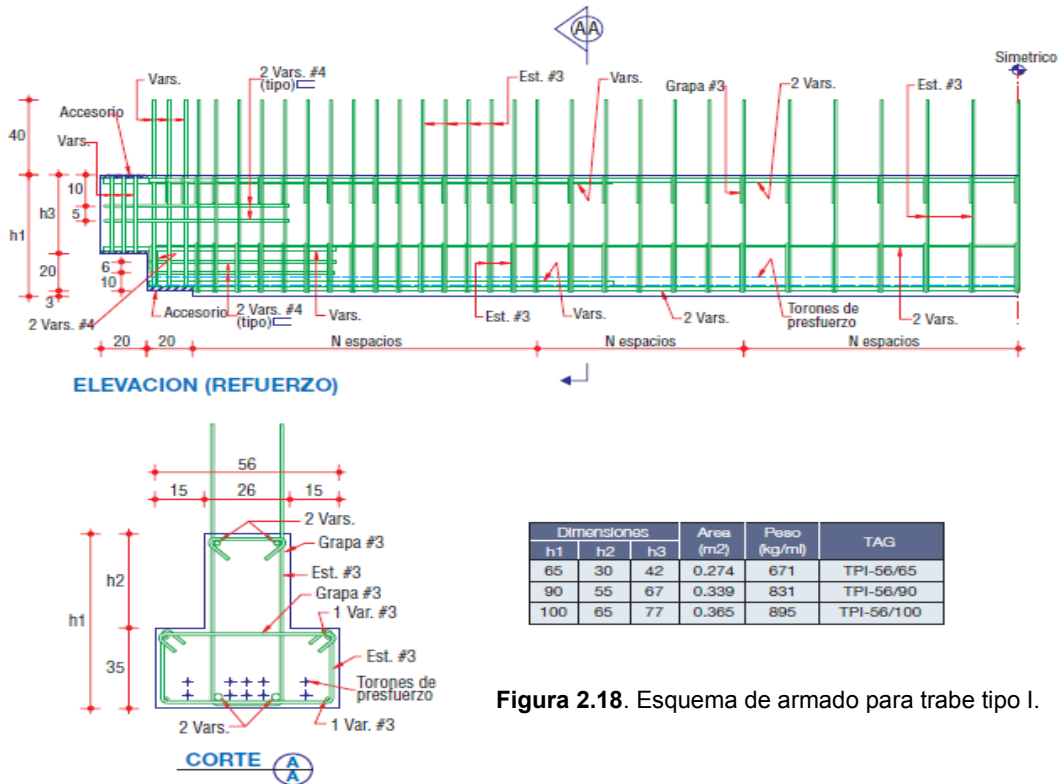 AA
Simetrico
Vars.
2 Vars. #4
(tipo)
Est. #3
Vars.
Grapa #3
2 Vars.
Est. #3
Accesorio
Vars.
40
10
5
h3
h1
20
6
10
3
2 Vars. #4
Accesorio
2 Vars. #4
(tipo)
Vars.
Est. #3
Vars.
2 Vars.
Torones de
presfuerzo
2 Vars.
20
20
N espacios
N espacios
N espacios
ELEVACION (REFUERZO)
56
15
26
15
2 Vars.
Grapa #3
Est. #3
Grapa #3
1 Var. #3
h1
h2
35
Est. #3
Torones de
presfuerzo
2 Vars.
1 Var. #3
CORTE A
A
Dimensiones Area Peso TAG
h1 h2 h3 (m2) (kg/ml)
65 30 42 0.274 671 TPI-56/65
90 55 67 0.339 831 TPI-56/90
100 65 77 0.365 895 TPI-56/100
Figura 2.18. Esquema de armado para trabe tipo I.